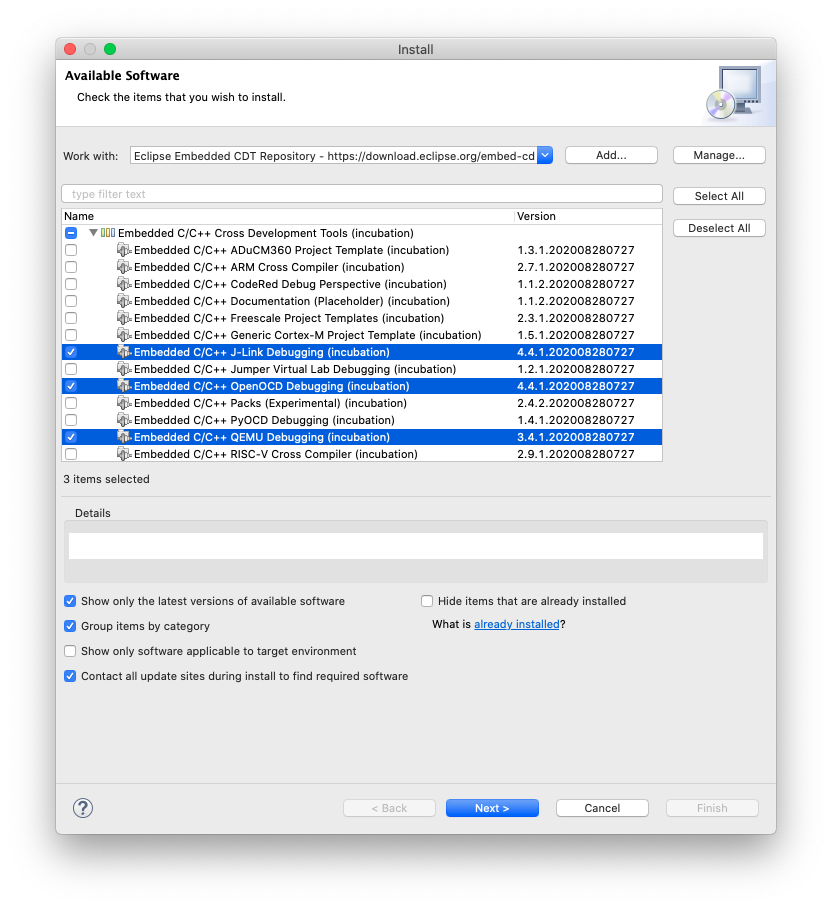 Install
Available Software
Check the items that you wish to install.
Work with: Eclipse Embedded CDT Repository - https://download.eclipse.org/embed-cd Add... Manage...
type filter text Select All
Name Version Deselect All
Embedded C/C++ Cross Development Tools (incubation)
Embedded C/C++ ADuCM360 Project Template (incubation) 1.3.1.202008280727
Embedded C/C++ ARM Cross Compiler (incubation) 2.7.1.202008280727
Embedded C/C++ CodeRed Debug Perspective (incubation) 1.1.2.202008280727
Embedded C/C++ Documentation (Placeholder) (incubation) 1.1.2.202008280727
Embedded C/C++ Freescale Project Templates (incubation) 2.3.1.202008280727
Embedded C/C++ Generic Cortex-M Project Template (incubation) 1.5.1.202008280727
Embedded C/C++ J-Link Debugging (incubation) 4.4.1.202008280727
Embedded C/C++ Jumper Virtual Lab Debugging (incubation) 1.2.1.202008280727
Embedded C/C++ OpenOCD Debugging (incubation) 4.4.1.202008280727
Embedded C/C++ Packs (Experimental) (incubation) 2.4.2.202008280727
Embedded C/C++ PyOCD Debugging (incubation) 1.4.1.202008280727
Embedded C/C++ QEMU Debugging (incubation) 3.4.1.202008280727
Embedded C/C++ RISC-V Cross Compiler (incubation) 2.9.1.202008280727
3 items selected
Details
Show only the latest versions of available software Hide items that are already installed
Group items by category What is already installed?
Show only software applicable to target environment
Contact all update sites during install to find required software
? < Back Next > Cancel Finish